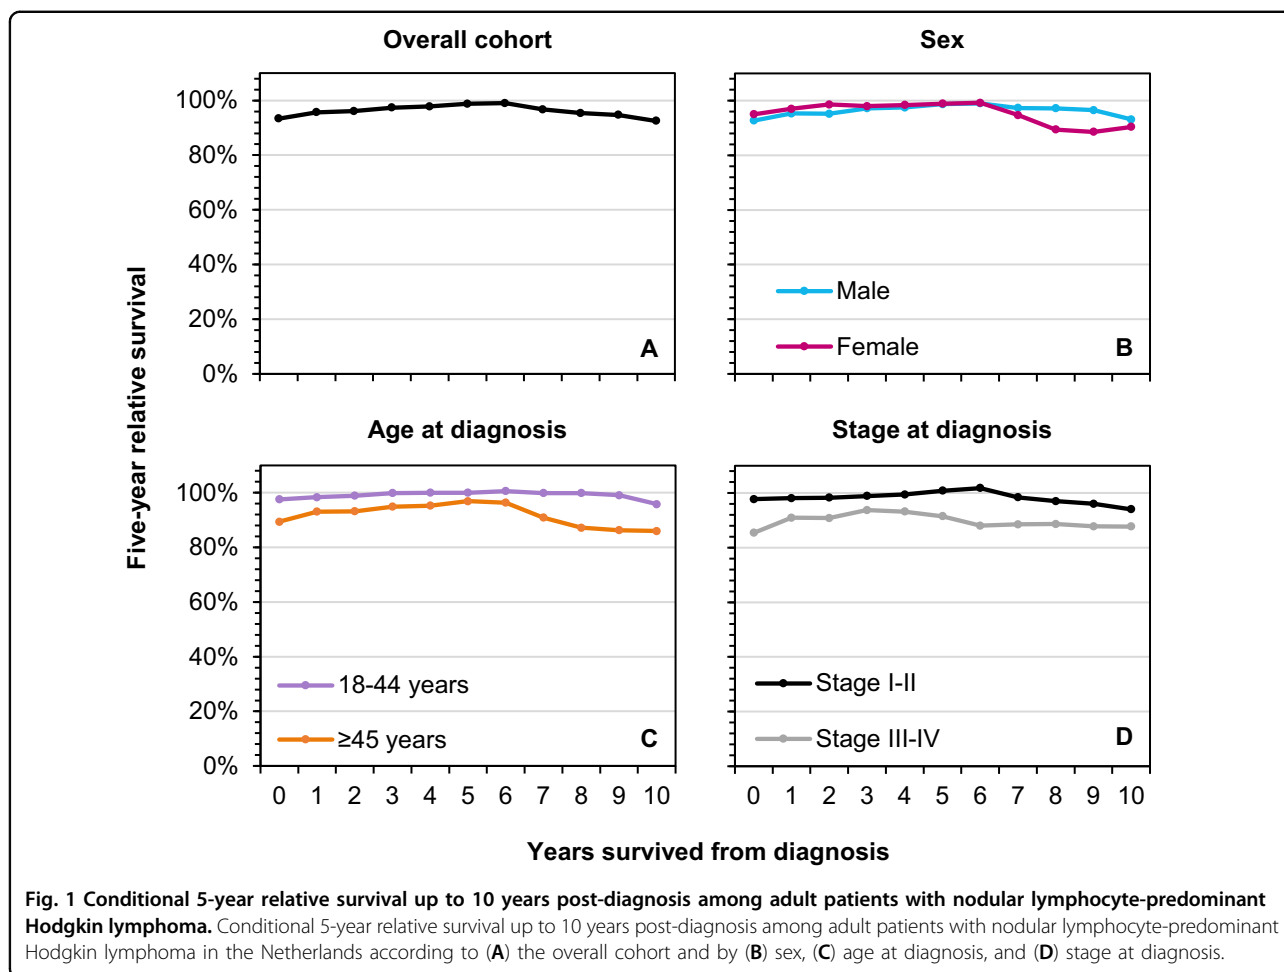 Overall cohort
Sex
Five-year relative survival
100%
80%
60%
40%
20%
0%
A
Male
Female
B
Age at diagnosis
Stage at diagnosis
100%
80%
60%
40%
20%
0%
18-44 years
≥45 years
C
Stage I-II
Stage III-IV
D
0 1 2 3 4 5 6 7 8 9 10
0 1 2 3 4 5 6 7 8 9 10
Years survived from diagnosis
Fig. 1 Conditional 5-year relative survival up to 10 years post-diagnosis among adult patients with nodular lymphocyte-predominant
Hodgkin lymphoma. Conditional 5-year relative survival up to 10 years post-diagnosis among adult patients with nodular lymphocyte-predominant
Hodgkin lymphoma in the Netherlands according to (A) the overall cohort and by (B) sex, (C) age at diagnosis, and (D) stage at diagnosis.